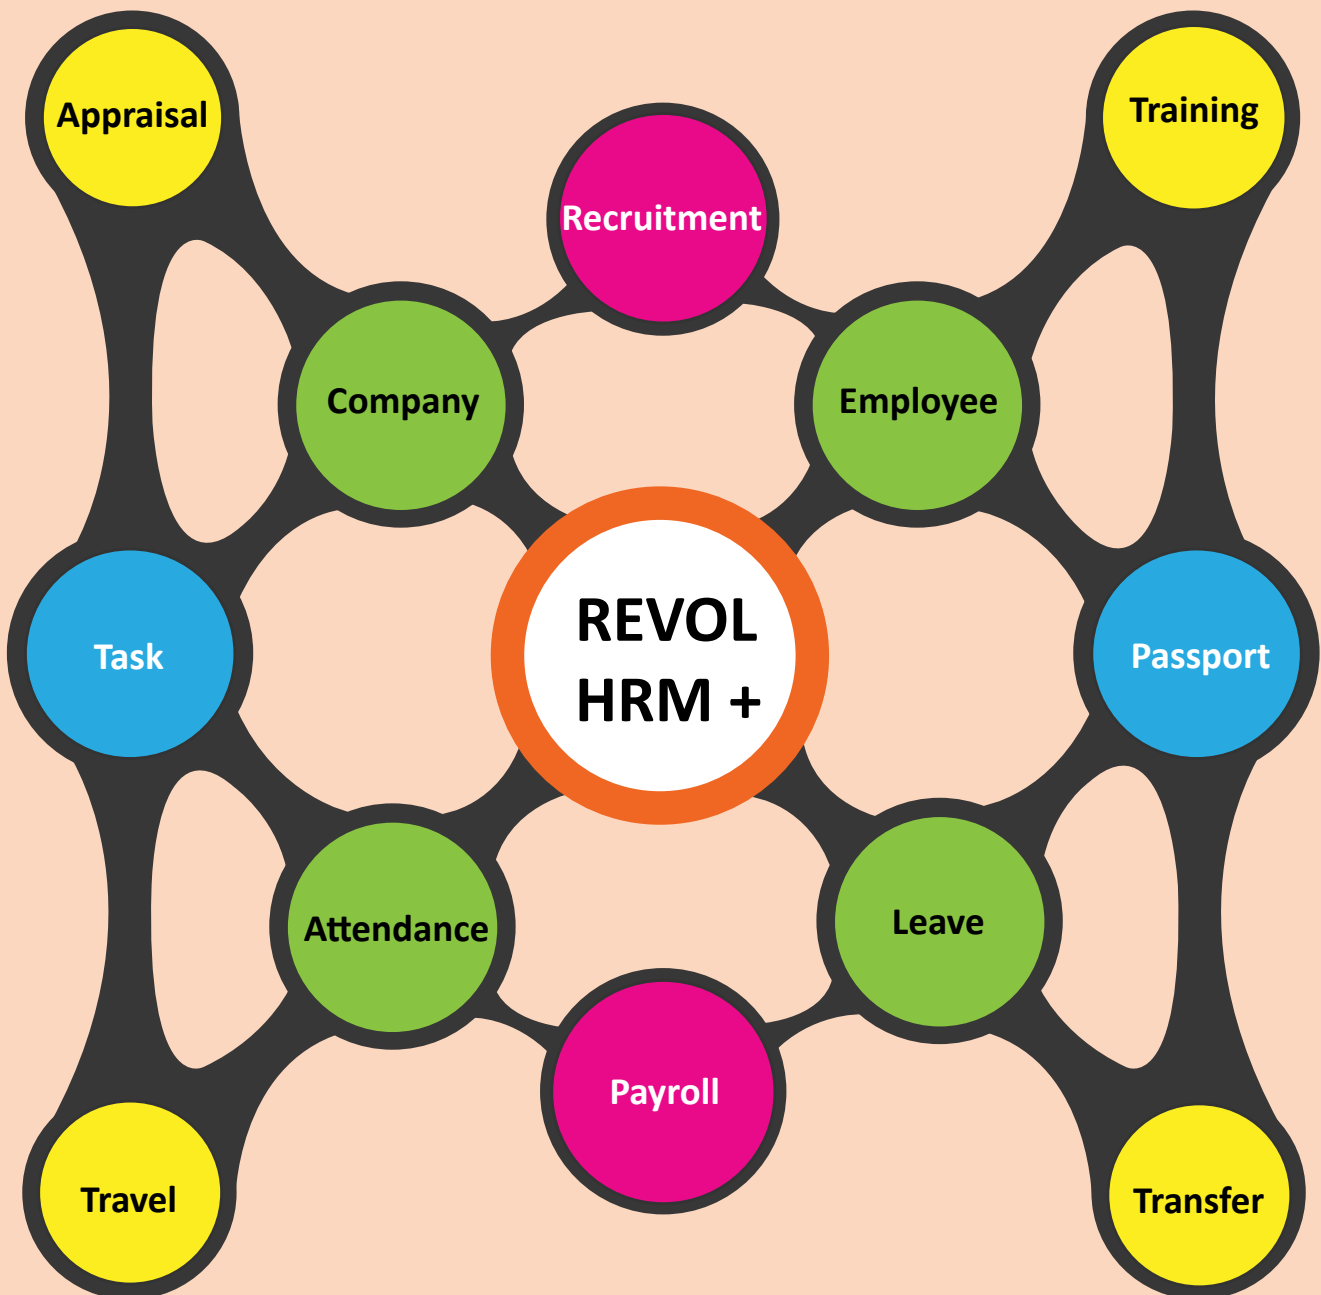 Appraisal
Training
Recruitment
Company
Employee
REVOL
HRM +
Task
Passport
Attendance
Leave
Payroll
Travel
Transfer